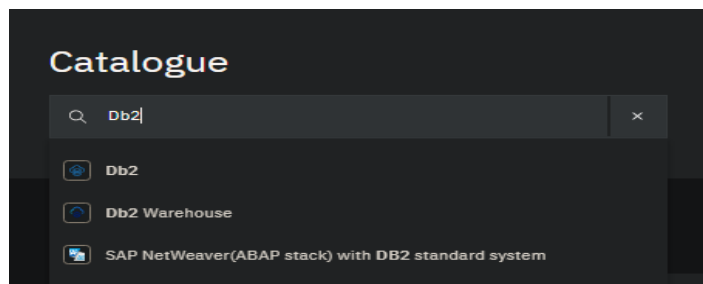 Catalogue
Db2
Db2
Db2 Warehouse
SAP NetWeaver(ABAP stack) with DB2 standard system